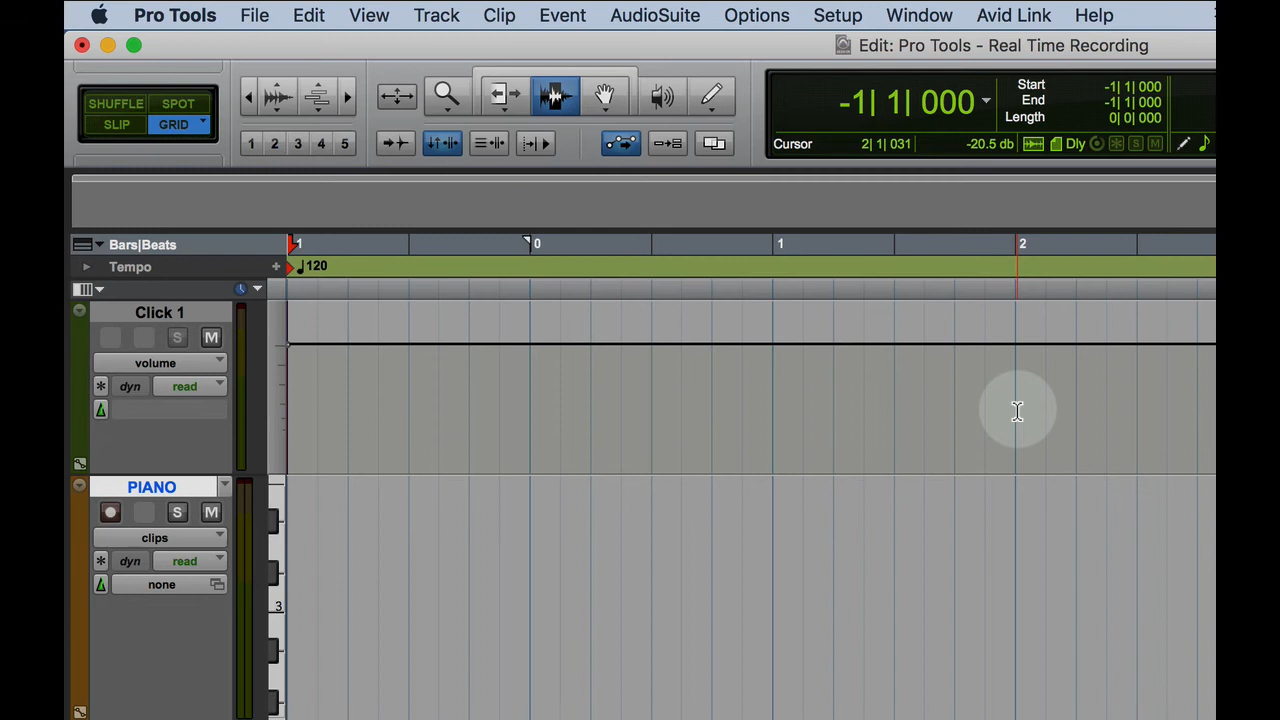 Pro Tools File Edit View Track Clip Event AudioSuite Options Setup Window Avid Link Help
Edit: Pro Tools - Real Time Recording
SHUFFLE SPOT
SLIP GRID
1 2 3 4 5
-1| 1| 000
Start -1| 1| 000
End -1| 1| 000
Length 0| 0| 000
Cursor 2| 1| 031 -20.5 db Dly S M
Bars|Beats 1 0 1 2
Tempo + 120
Click 1
S M
volume
* dyn read
PIANO
S M
clips
* dyn read
none
3